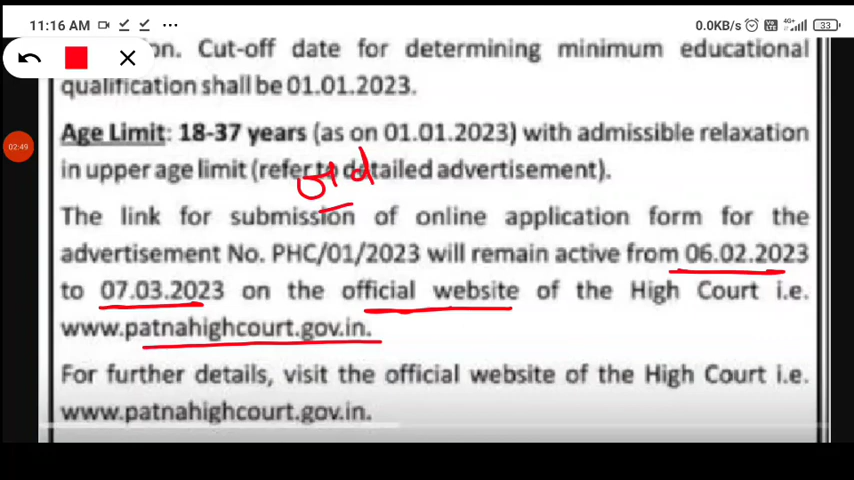 11:16 AM ... 0.0KB/s 4G+ 33
on. Cut-off date for determining minimum educational
qualification shall be 01.01.2023.
02:49
Age Limit: 18-37 years (as on 01.01.2023) with admissible relaxation
in upper age limit (refer to detailed advertisement).
The link for submission of online application form for the
advertisement No. PHC/01/2023 will remain active from 06.02.2023
to 07.03.2023 on the official website of the High Court i.e.
www.patnahighcourt.gov.in.
For further details, visit the official website of the High Court i.e.
www.patnahighcourt.gov.in.